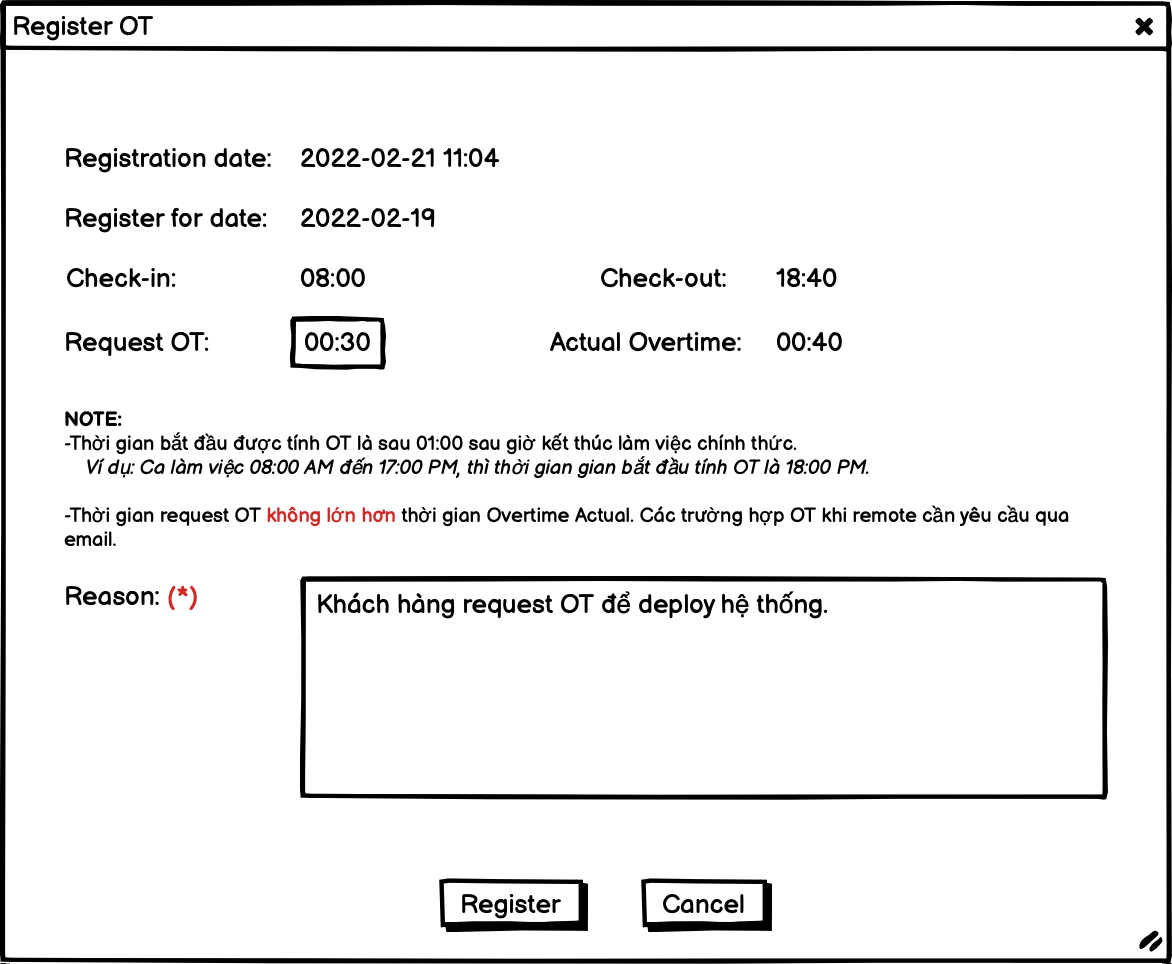 Register OT
Registration date: 2022-02-21 11:04
Register for date: 2022-02-19
Check-in: 08:00 Check-out: 18:40
Request OT: 00:30 Actual Overtime: 00:40
NOTE:
-Thời gian bắt đầu được tính OT là sau 01:00 sau giờ kết thúc làm việc chính thức.
Ví dụ: Ca làm việc 08:00 AM đến 17:00 PM, thì thời gian gian bắt đầu tính OT là 18:00 PM.
-Thời gian request OT không lớn hơn thời gian Overtime Actual. Các trường hợp OT khi remote cần yêu cầu qua
email.
Reason: (*)
Khách hàng request OT để deploy hệ thống.
Register Cancel